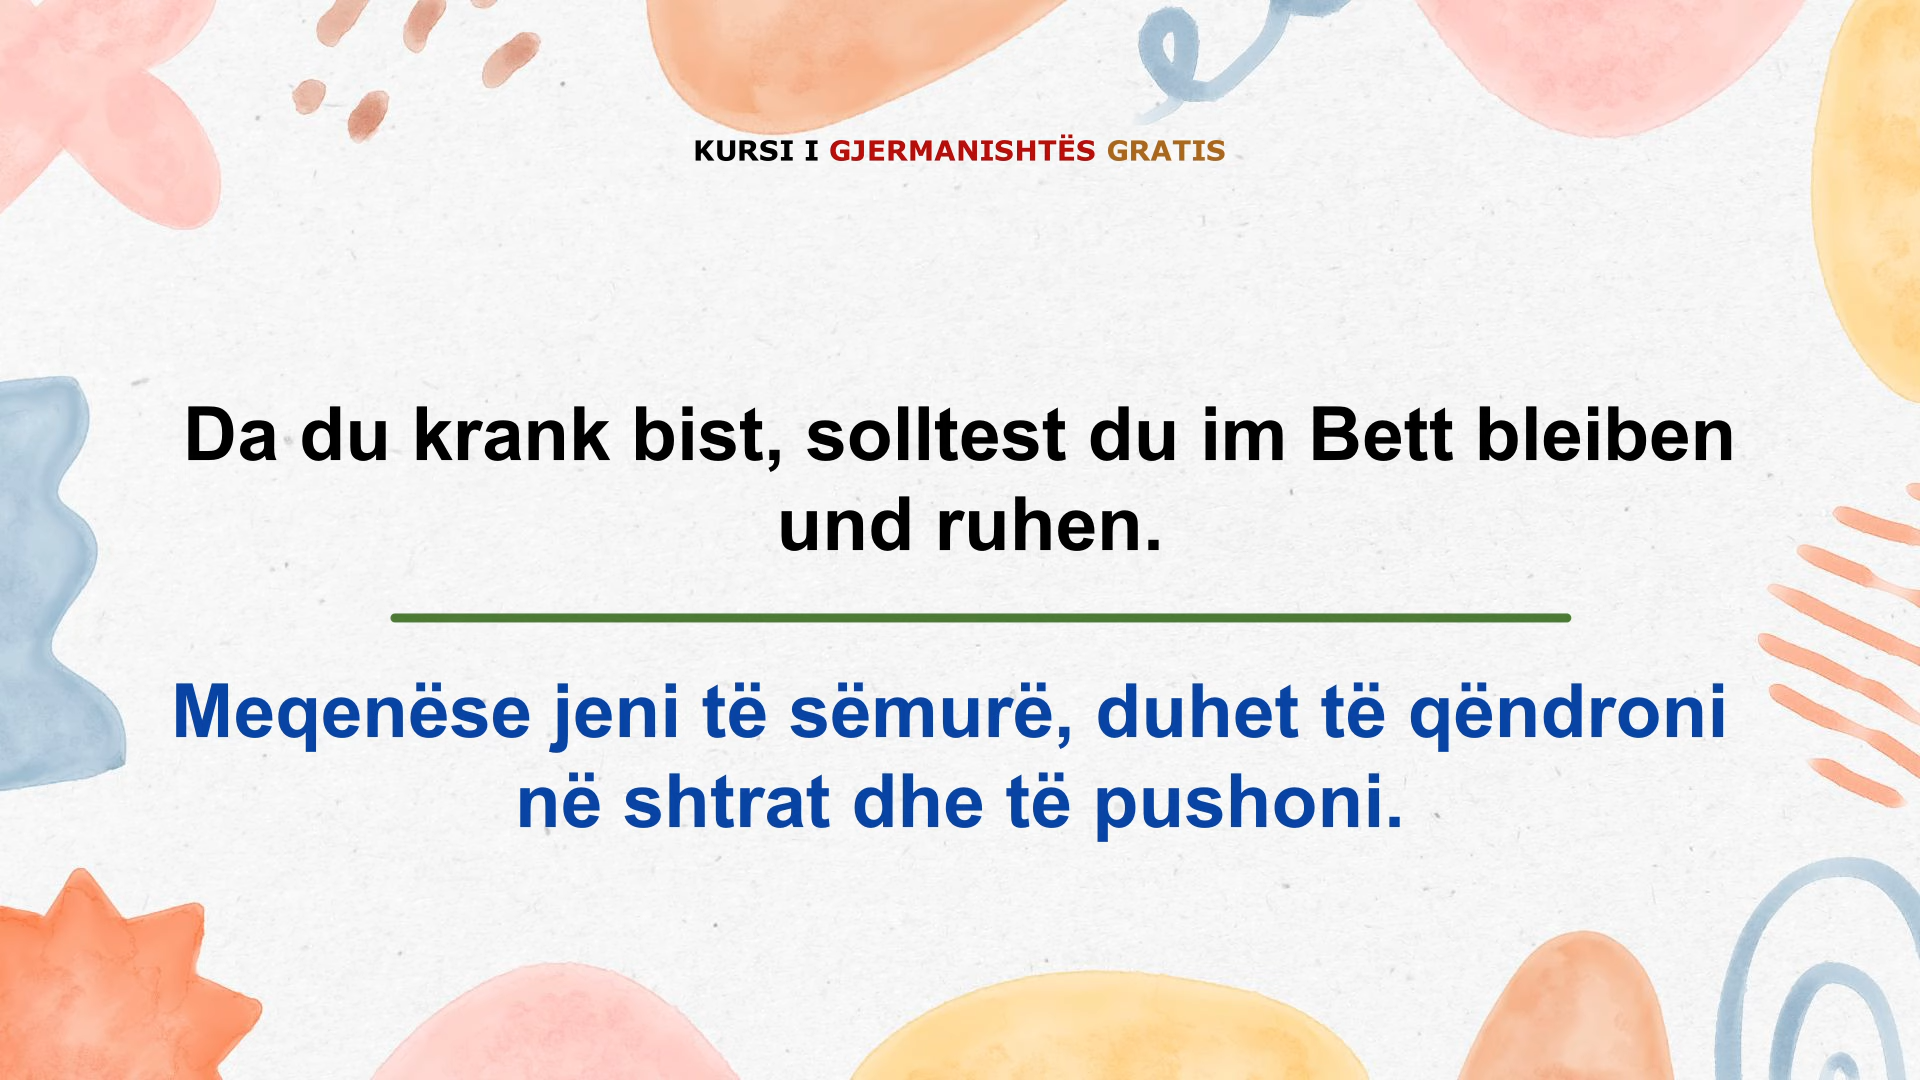 KURSI I GJERMANISHTËS GRATIS
Da du krank bist, solltest du im Bett bleiben
und ruhen.
Meqenëse jeni të sëmurë, duhet të qëndroni
në shtrat dhe të pushoni.